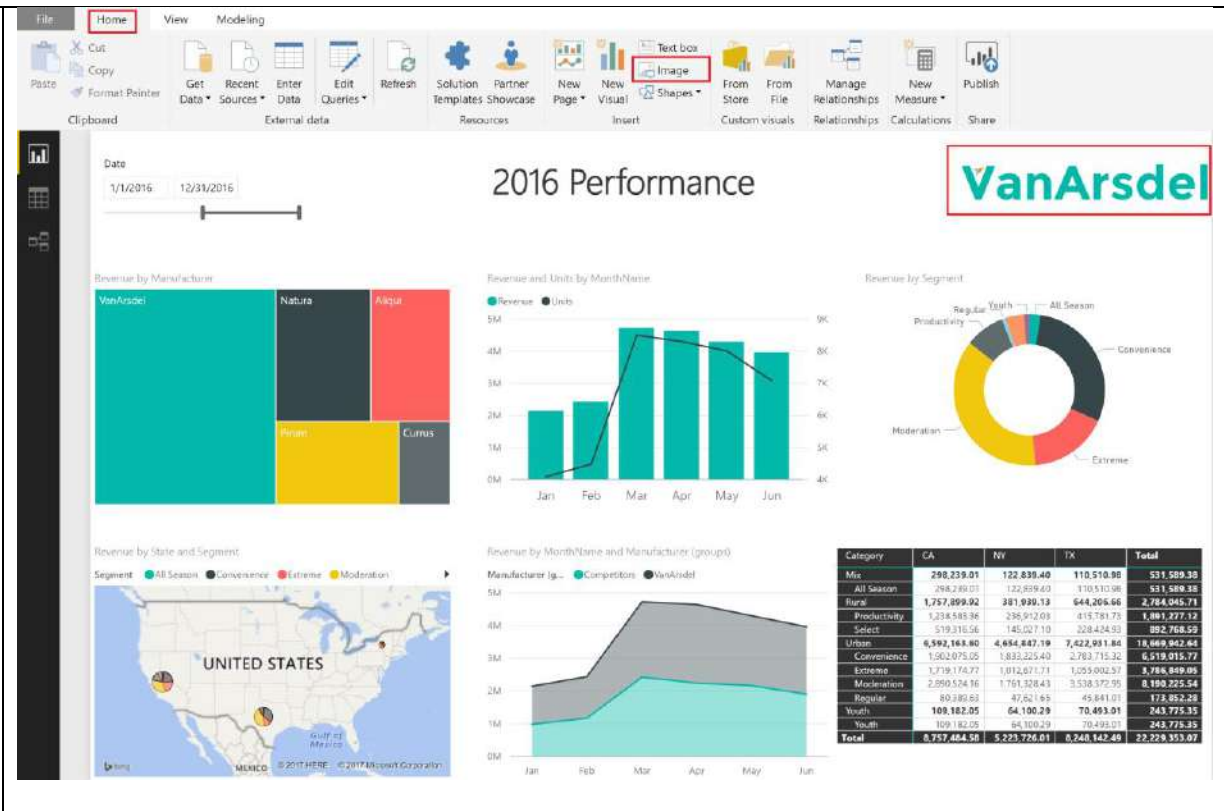 File Home View Modeling
Paste
Cut
Copy
Format Painter
Clipboard
Get Data
Recent Sources
Enter Data
Edit Queries
Refresh
External data
Solution Templates
Partner Showcase
Resources
New Page
New Visual
Text box
Image
Shapes
Insert
From Store
From File
Custom visuals
Manage Relationships
Relationships
New Measure
Calculations
Publish
Share
Date
1/1/2016 12/31/2016
2016 Performance
VanArsdel
Revenue by Manufacturer
VanArsdel Natura Aliqui
Pirum Currus
Revenue and Units by MonthName
Revenue Units
5M 9K
4M 8K
3M 7K
2M 6K
1M 5K
0M 4K
Jan Feb Mar Apr May Jun
Revenue by Segment
Regular Youth All Season
Productivity
Convenience
Moderation
Extreme
Revenue by State and Segment
Segment All Season Convenience Extreme Moderation
UNITED STATES
Gulf of
Mexico
MEXICO
bing
© 2017 HERE © 2017 Microsoft Corporation
Revenue by MonthName and Manufacturer (groups)
Manufacturer (g... Competitors VanArsdel
5M
4M
3M
2M
1M
0M
Jan Feb Mar Apr May Jun
Category CA NY TX Total
Mix 298,239.01 122,839.40 110,510.98 531,589.38
All Season 298,239.01 122,839.40 110,510.98 531,589.38
Rural 1,757,899.92 381,939.13 644,206.66 2,784,045.71
Productivity 1,238,583.36 236,912.03 415,781.73 1,891,277.12
Select 519,316.56 145,027.10 228,424.93 892,768.59
Urban 6,592,163.60 4,654,847.19 7,422,931.84 18,669,942.64
Convenience 1,902,075.05 1,833,225.40 2,783,715.32 6,519,015.77
Extreme 1,719,174.77 1,012,671.71 1,055,002.57 3,786,849.05
Moderation 2,890,524.16 1,761,328.43 3,538,372.95 8,190,225.54
Regular 80,389.63 47,621.65 45,841.01 173,852.28
Youth 109,182.05 64,100.29 70,493.01 243,775.35
Youth 109,182.05 64,100.29 70,493.01 243,775.35
Total 8,757,484.58 5,223,726.01 8,248,142.49 22,229,353.07